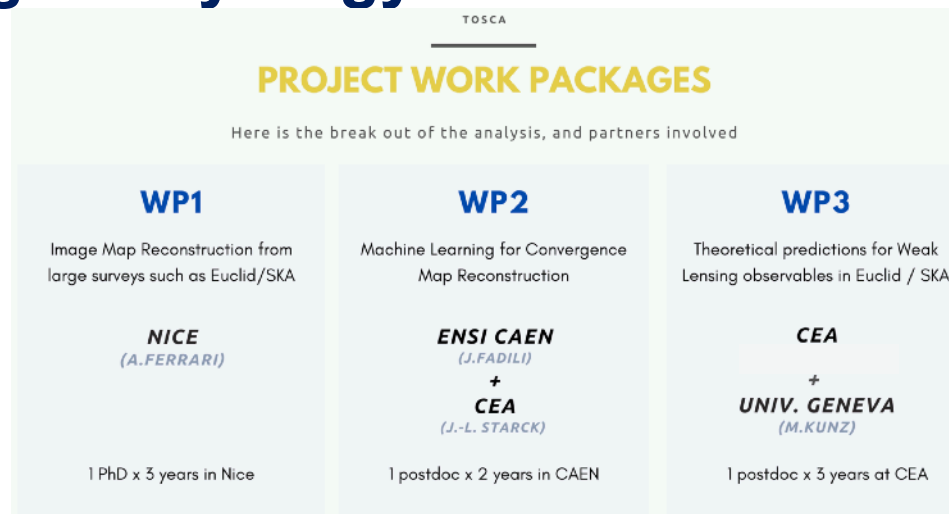 TOSCA
PROJECT WORK PACKAGES
Here is the break out of the analysis, and partners involved
WP1
Image Map Reconstruction from
large surveys such as Euclid/SKA
NICE
(A.FERRARI)
1 PhD x 3 years in Nice
WP2
Machine Learning for Convergence
Map Reconstruction
ENSI CAEN
(J.FADILI)
+
CEA
(J.-L. STARCK)
1 postdoc x 2 years in CAEN
WP3
Theoretical predictions for Weak
Lensing observables in Euclid / SKA
CEA
+
UNIV. GENEVA
(M.KUNZ)
1 postdoc x 3 years at CEA